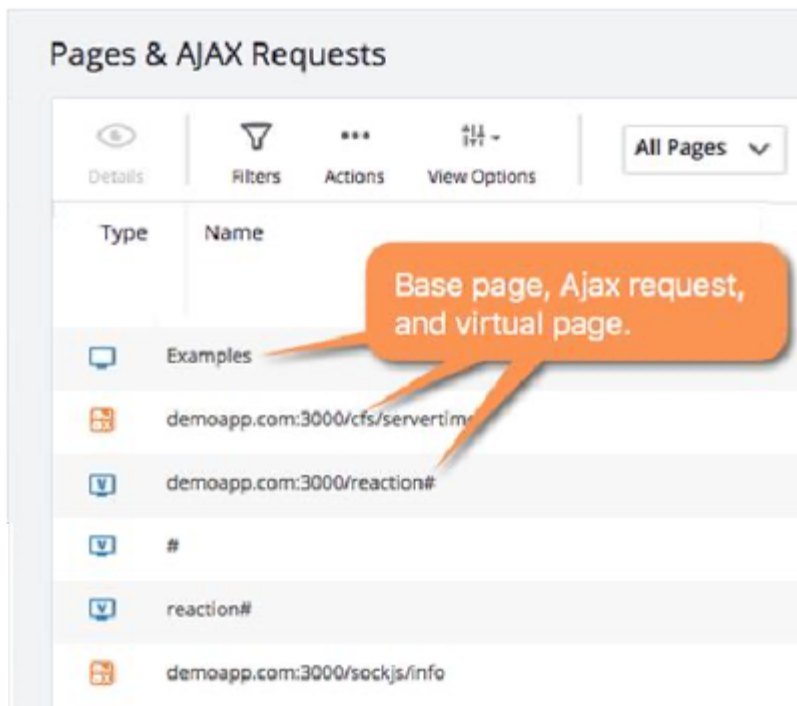 Pages & AJAX Requests
Details
Filters
Actions
View Options
All Pages
Type
Name
Base page, Ajax request,
and virtual page.
Examples
demoapp.com:3000/cfs/servertime
demoapp.com:3000/reaction#
#
reaction#
demoapp.com:3000/sockjs/info